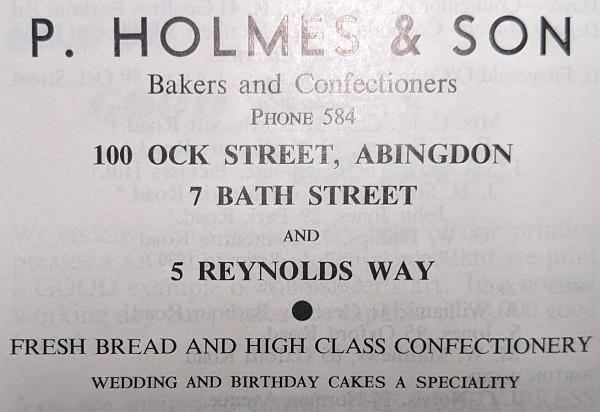 P. HOLMES & SON
Bakers and Confectioners
PHONE 584
100 OCK STREET, ABINGDON
7 BATH STREET
AND
5 REYNOLDS WAY
FRESH BREAD AND HIGH CLASS CONFECTIONERY
WEDDING AND BIRTHDAY CAKES A SPECIALITY